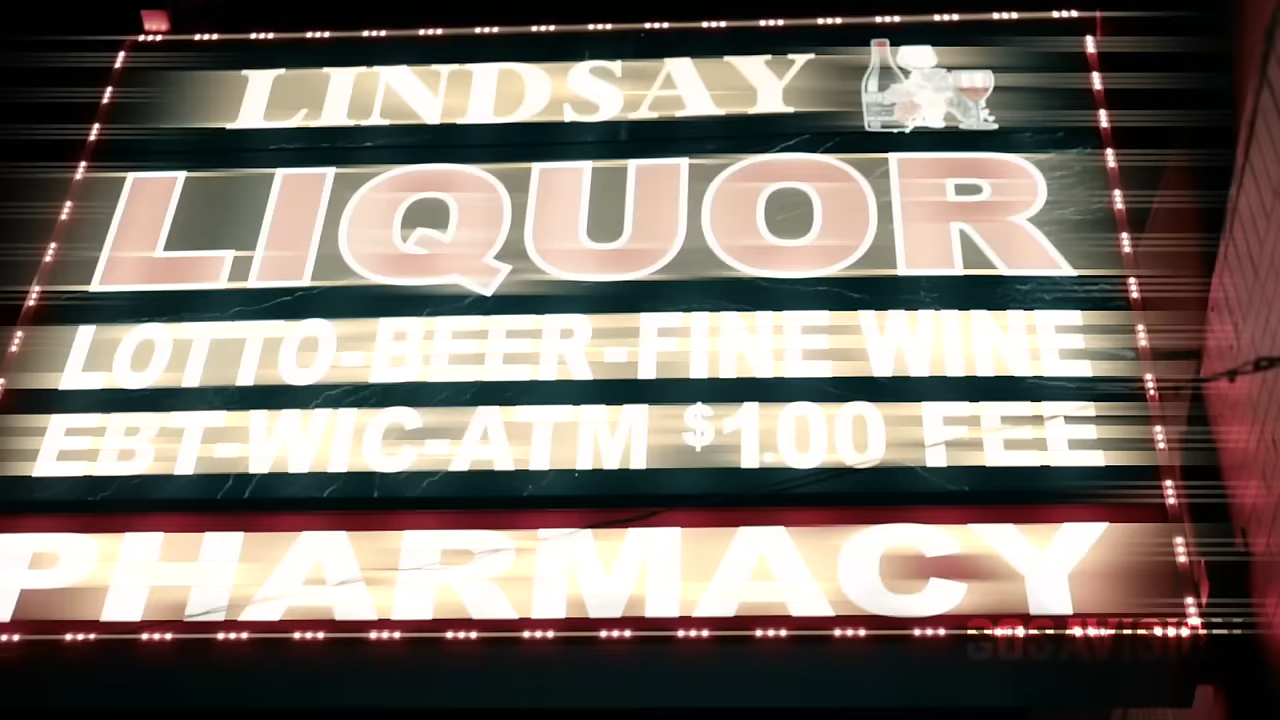 LINDSAY
LIQUOR
LOTTO-BEER-FINE WINE
EBT-WIC-ATM $1.00 FEE
PHARMACY